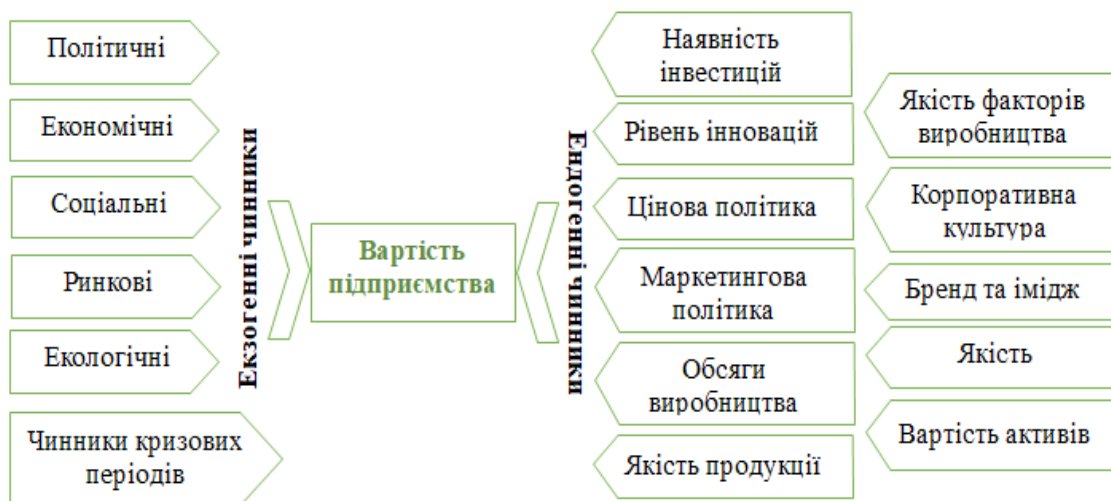 Політичні
Економічні
Соціальні
Ринкові
Екологічні
Чинники кризових
періодів
Екзогенні чинники
Вартість
підприємства
Ендогенні чинники
Наявність
інвестицій
Рівень інновацій
Цінова політика
Маркетингова
політика
Обсяги
виробництва
Якість продукції
Якість факторів
виробництва
Корпоративна
культура
Бренд та імідж
Якість
Вартість активів